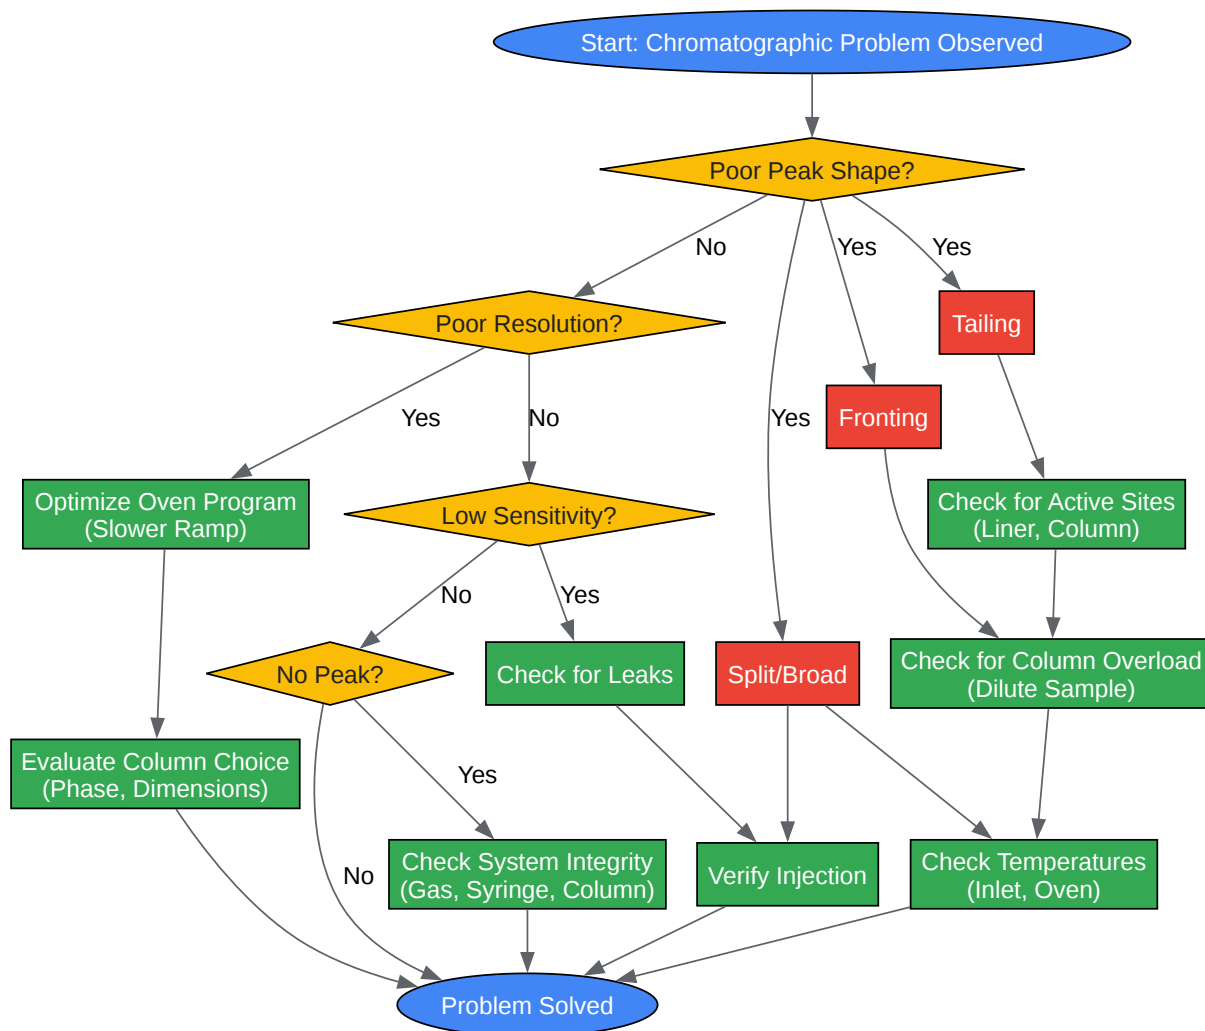 Start: Chromatographic Problem Observed
Poor Peak Shape?
No
Yes
Yes
Poor Resolution?
Tailing
Yes
No
Yes
Fronting
Optimize Oven Program
(Slower Ramp)
Low Sensitivity?
Check for Active Sites
(Liner, Column)
No
Yes
No Peak?
Check for Leaks
Split/Broad
Check for Column Overload
(Dilute Sample)
Evaluate Column Choice
(Phase, Dimensions)
Yes
No
Check System Integrity
(Gas, Syringe, Column)
Verify Injection
Check Temperatures
(Inlet, Oven)
Problem Solved